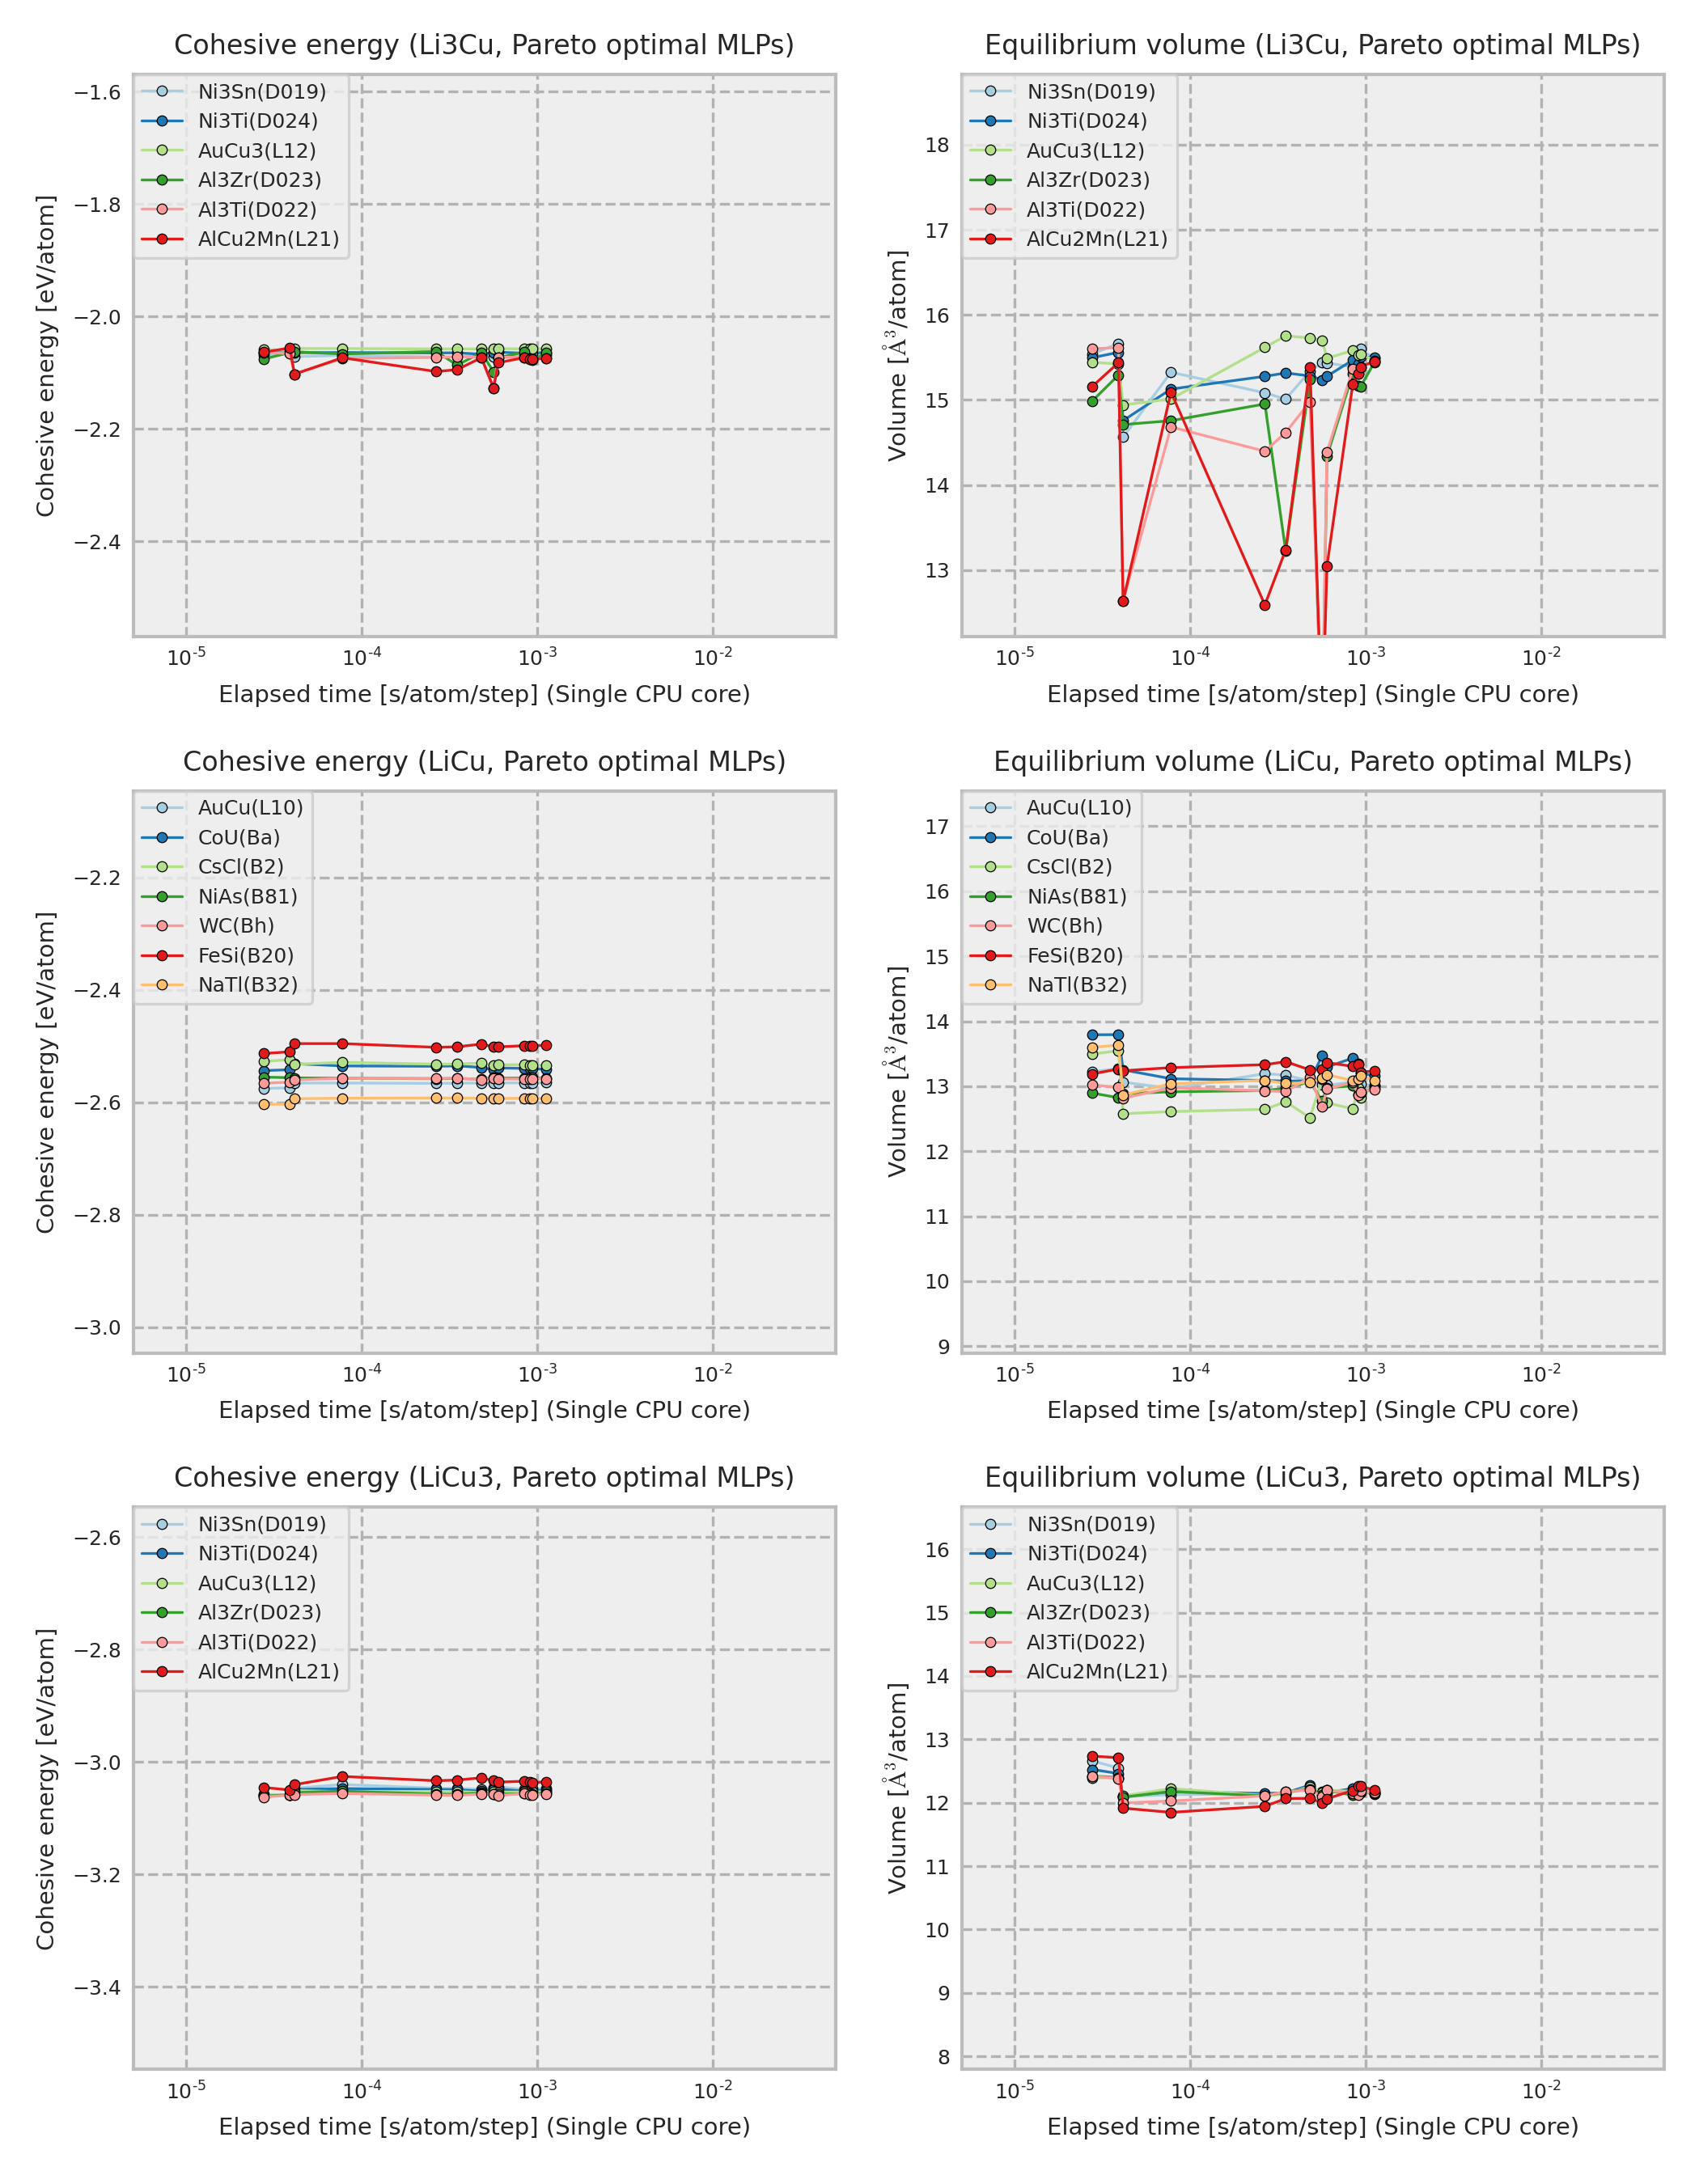 Cohesive energy (Li3Cu, Pareto optimal MLPs)
−1.6
−1.8
−2.0
−2.2
−2.4
Cohesive energy [eV/atom]
Ni3Sn(D019)
Ni3Ti(D024)
AuCu3(L12)
Al3Zr(D023)
Al3Ti(D022)
AlCu2Mn(L21)
10-5 10-4 10-3 10-2
Elapsed time [s/atom/step] (Single CPU core)
Equilibrium volume (Li3Cu, Pareto optimal MLPs)
18
17
16
15
14
13
Volume [Å3/atom]
Ni3Sn(D019)
Ni3Ti(D024)
AuCu3(L12)
Al3Zr(D023)
Al3Ti(D022)
AlCu2Mn(L21)
10-5 10-4 10-3 10-2
Elapsed time [s/atom/step] (Single CPU core)
Cohesive energy (LiCu, Pareto optimal MLPs)
−2.2
−2.4
−2.6
−2.8
−3.0
Cohesive energy [eV/atom]
AuCu(L10)
CoU(Ba)
CsCl(B2)
NiAs(B81)
WC(Bh)
FeSi(B20)
NaTl(B32)
10-5 10-4 10-3 10-2
Elapsed time [s/atom/step] (Single CPU core)
Equilibrium volume (LiCu, Pareto optimal MLPs)
17
16
15
14
13
12
11
10
9
Volume [Å3/atom]
AuCu(L10)
CoU(Ba)
CsCl(B2)
NiAs(B81)
WC(Bh)
FeSi(B20)
NaTl(B32)
10-5 10-4 10-3 10-2
Elapsed time [s/atom/step] (Single CPU core)
Cohesive energy (LiCu3, Pareto optimal MLPs)
−2.6
−2.8
−3.0
−3.2
−3.4
Cohesive energy [eV/atom]
Ni3Sn(D019)
Ni3Ti(D024)
AuCu3(L12)
Al3Zr(D023)
Al3Ti(D022)
AlCu2Mn(L21)
10-5 10-4 10-3 10-2
Elapsed time [s/atom/step] (Single CPU core)
Equilibrium volume (LiCu3, Pareto optimal MLPs)
16
15
14
13
12
11
10
9
8
Volume [Å3/atom]
Ni3Sn(D019)
Ni3Ti(D024)
AuCu3(L12)
Al3Zr(D023)
Al3Ti(D022)
AlCu2Mn(L21)
10-5 10-4 10-3 10-2
Elapsed time [s/atom/step] (Single CPU core)